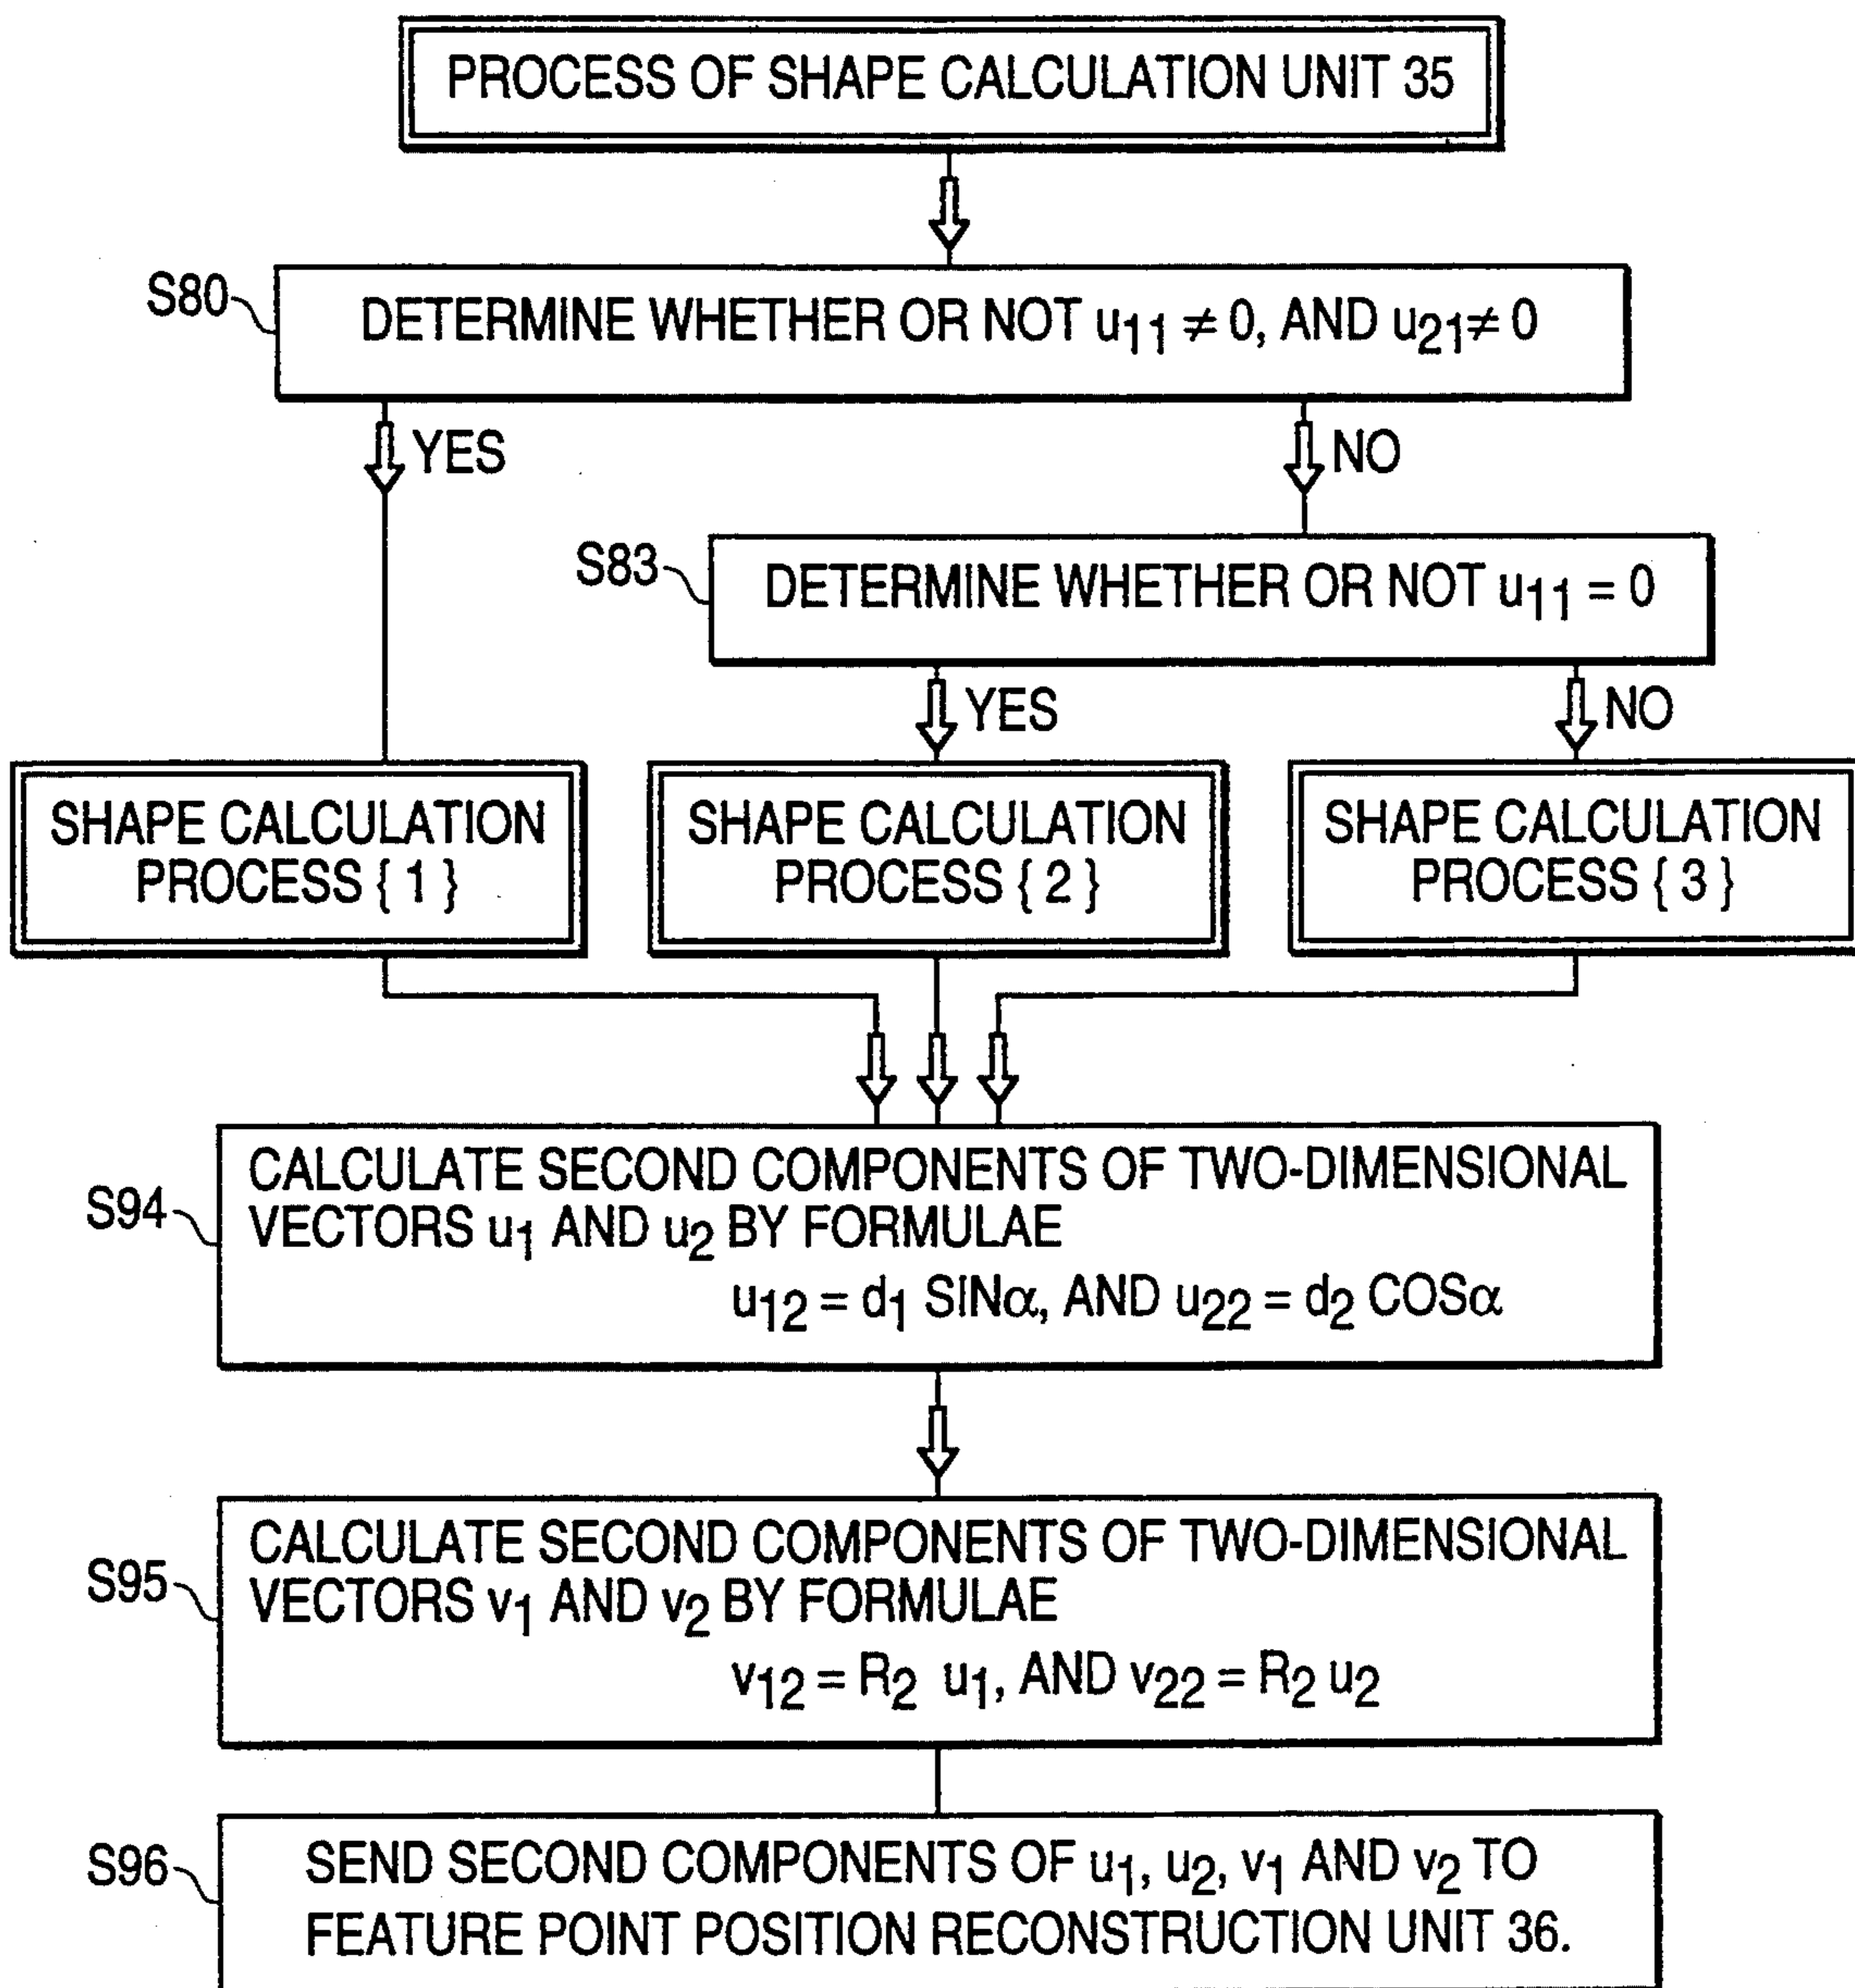 PROCESS OF SHAPE CALCULATION UNIT 35
S80
DETERMINE WHETHER OR NOT u₁₁ ≠ 0, AND u₂₁ ≠ 0
YES
NO
S83
DETERMINE WHETHER OR NOT u₁₁ = 0
YES
NO
SHAPE CALCULATION
PROCESS { 1 }
SHAPE CALCULATION
PROCESS { 2 }
SHAPE CALCULATION
PROCESS { 3 }
S94
CALCULATE SECOND COMPONENTS OF TWO-DIMENSIONAL
VECTORS u₁ AND u₂ BY FORMULAE
u₁₂ = d₁ SINα, AND u₂₂ = d₂ COSα
S95
CALCULATE SECOND COMPONENTS OF TWO-DIMENSIONAL
VECTORS v₁ AND v₂ BY FORMULAE
v₁₂ = R₂ u₁, AND v₂₂ = R₂ u₂
S96
SEND SECOND COMPONENTS OF u₁, u₂, v₁ AND v₂ TO
FEATURE POINT POSITION RECONSTRUCTION UNIT 36.